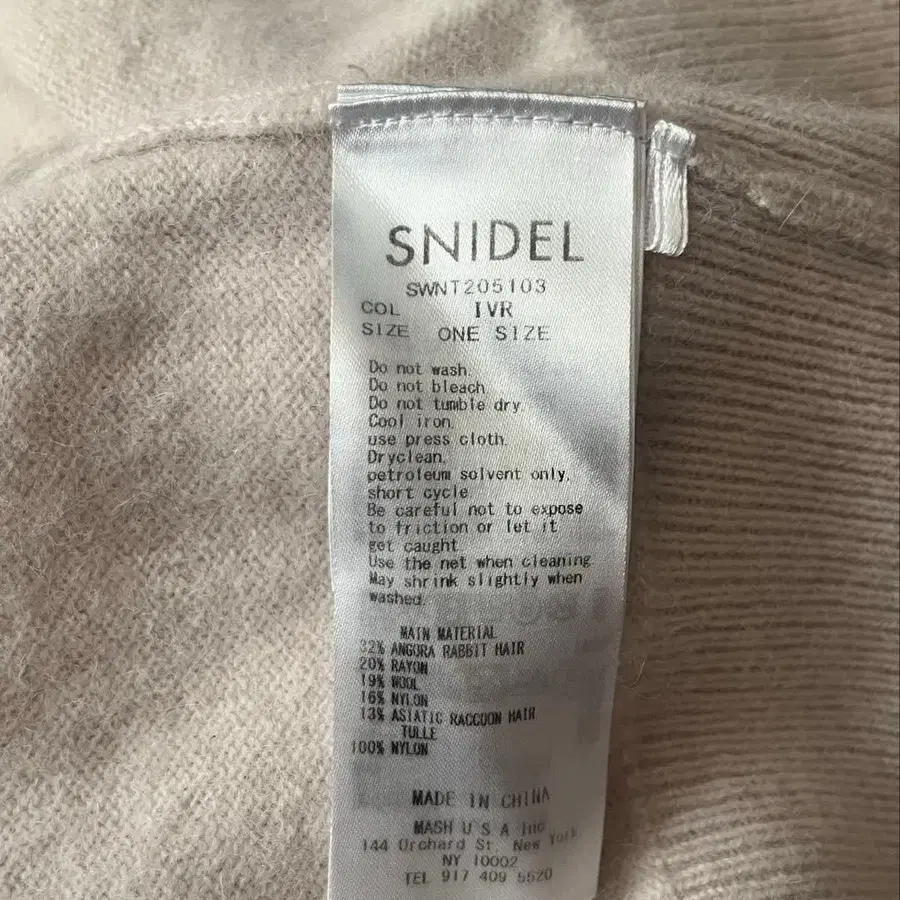 SNIDEL
SWNT205103
COL IVR
SIZE ONE SIZE
Do not wash.
Do not bleach
Do not tumble dry.
Cool iron.
use press cloth.
Dryclean.
petroleum solvent only,
short cycle
Be careful not to expose
to friction or let it
get caught
Use the net when cleaning
May shrink slightly when
washed.
MAIN MATERIAL
32% ANGORA RABBIT HAIR
20% RAYON
19% WOOL
16% NYLON
13% ASIATIC RACCOON HAIR
TULLE
100% NYLON
MADE IN CHINA
MASH U S A Inc
144 Orchard St, New York
NY 10002
TEL 917 409 5520